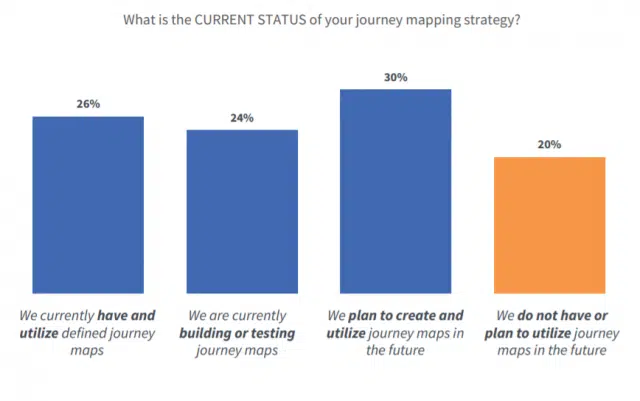 What is the CURRENT STATUS of your journey mapping strategy?
26%
24%
30%
20%
We currently have and
utilize defined journey
maps
We are currently
building or testing
journey maps
We plan to create and
utilize journey maps in
the future
We do not have or
plan to utilize journey
maps in the future